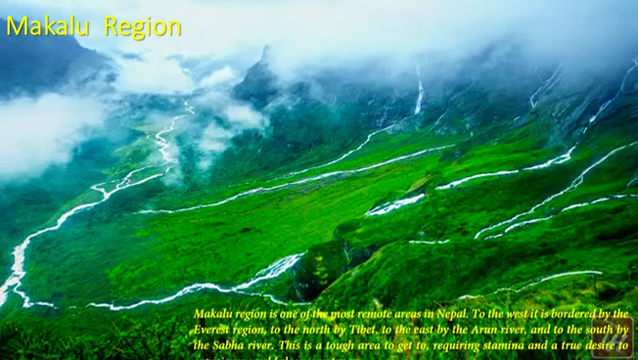 Makalu Region
Makalu region is one of the most remote areas in Nepal. To the west it is bordered by the
Everest region, to the north by Tibet, to the east by the Arun river, and to the south by
the Sabha river. This is a tough area to get to, requiring stamina and a true desire to